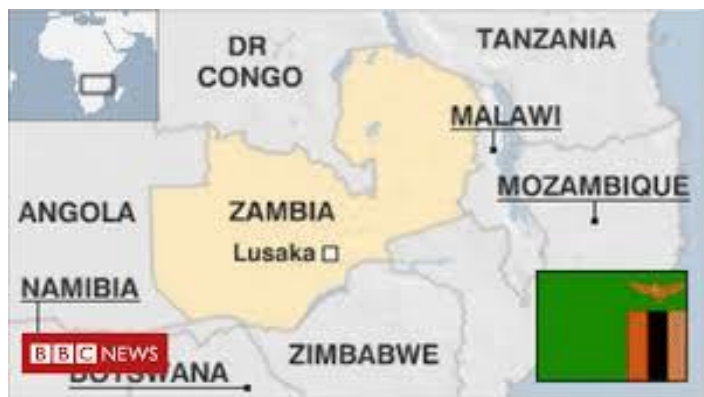 DR
CONGO
TANZANIA
MALAWI
MOZAMBIQUE
ANGOLA
ZAMBIA
Lusaka
NAMIBIA
BBC NEWS
ZIMBABWE
BOTSWANA